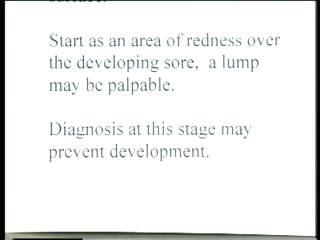 Start as an area of redness over
the developing sore, a lump
may be palpable.
Diagnosis at this stage may
prevent development.